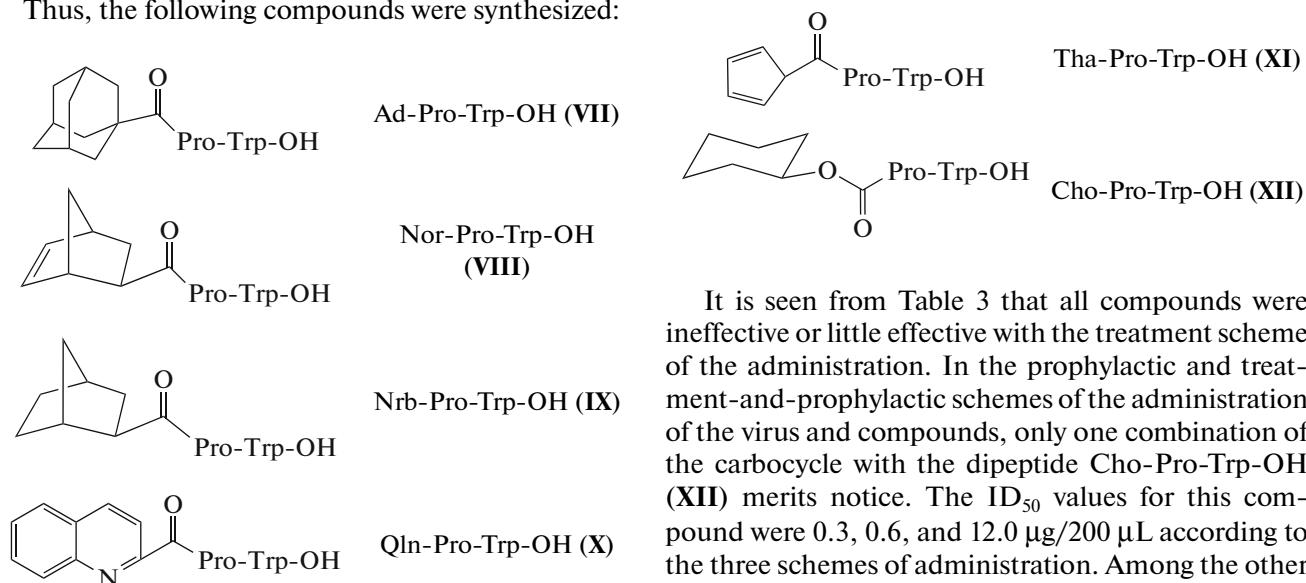 Thus, the following compounds were synthesized:
O
Pro-Trp-OH
Ad-Pro-Trp-OH (VII)
O
Pro-Trp-OH
Nor-Pro-Trp-OH
(VIII)
O
Pro-Trp-OH
Nrb-Pro-Trp-OH (IX)
O
N
Pro-Trp-OH
Qln-Pro-Trp-OH (X)
O
Pro-Trp-OH
Tha-Pro-Trp-OH (XI)
O
Pro-Trp-OH
O
Cho-Pro-Trp-OH (XII)
It is seen from Table 3 that all compounds were
ineffective or little effective with the treatment scheme
of the administration. In the prophylactic and treat-
ment-and-prophylactic schemes of the administration
of the virus and compounds, only one combination of
the carbocycle with the dipeptide Cho-Pro-Trp-OH
(XII) merits notice. The ID50 values for this com-
pound were 0.3, 0.6, and 12.0 μg/200 μL according to
the three schemes of administration. Among the other